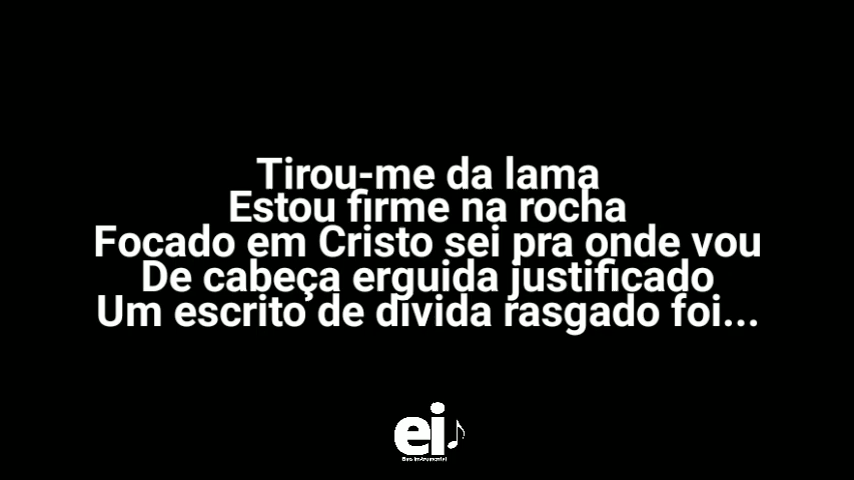 Tirou-me da lama
Estou firme na rocha
Focado em Cristo sei pra onde vou
De cabeça erguida justificado
Um escrito de divida rasgado foi...
ei